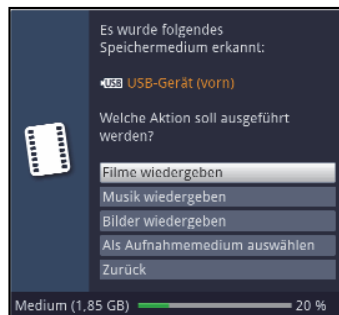 Es wurde folgendes
Speichermedium erkannt:
USB USB-Gerät (vorn)
Welche Aktion soll ausgeführt
werden?
Filme wiedergeben
Musik wiedergeben
Bilder wiedergeben
Als Aufnahmemedium auswählen
Zurück
Medium (1,85 GB) 20 %